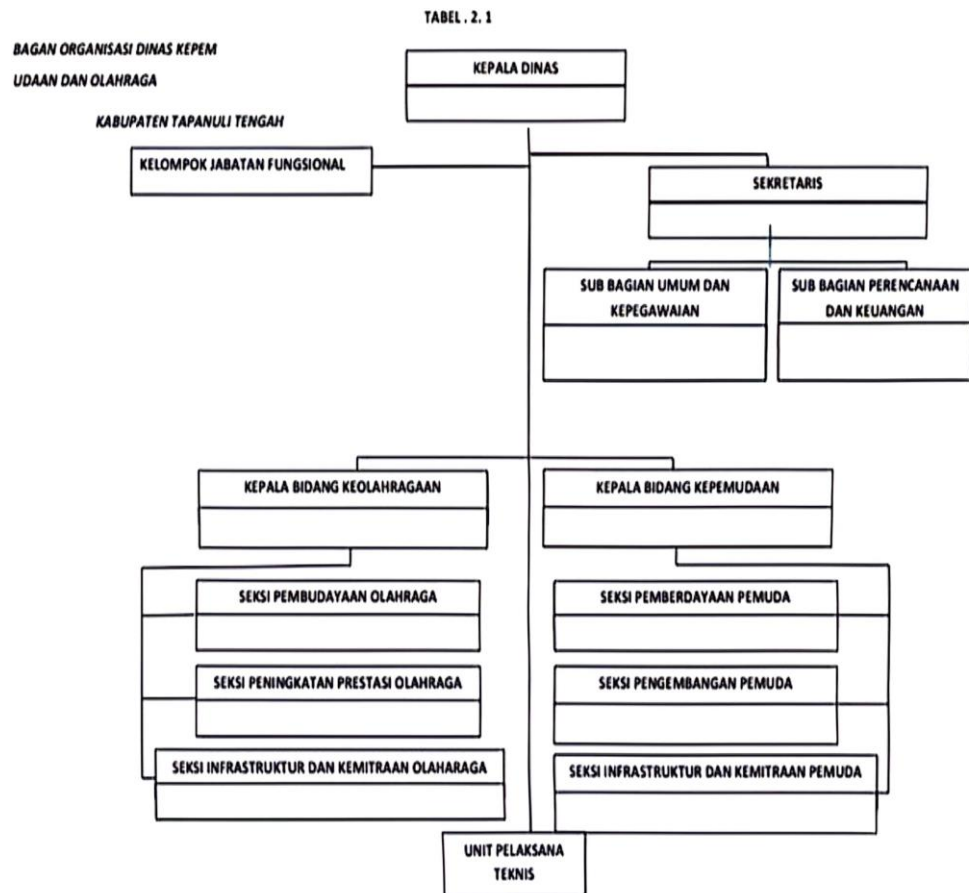 TABEL . 2. 1
BAGAN ORGANISASI DINAS KEPEM
UDAAN DAN OLAHRAGA
KABUPATEN TAPANULI TENGAH
KEPALA DINAS
KELOMPOK JABATAN FUNGSIONAL
SEKRETARIS
SUB BAGIAN UMUM DAN
KEPEGAWAIAN
SUB BAGIAN PERENCANAAN
DAN KEUANGAN
KEPALA BIDANG KEOLAHRAGAAN
KEPALA BIDANG KEPEMUDAAN
SEKSI PEMBUDAYAAN OLAHRAGA
SEKSI PEMBERDAYAAN PEMUDA
SEKSI PENINGKATAN PRESTASI OLAHRAGA
SEKSI PENGEMBANGAN PEMUDA
SEKSI INFRASTRUKTUR DAN KEMITRAAN OLAHARAGA
SEKSI INFRASTRUKTUR DAN KEMITRAAN PEMUDA
UNIT PELAKSANA
TEKNIS